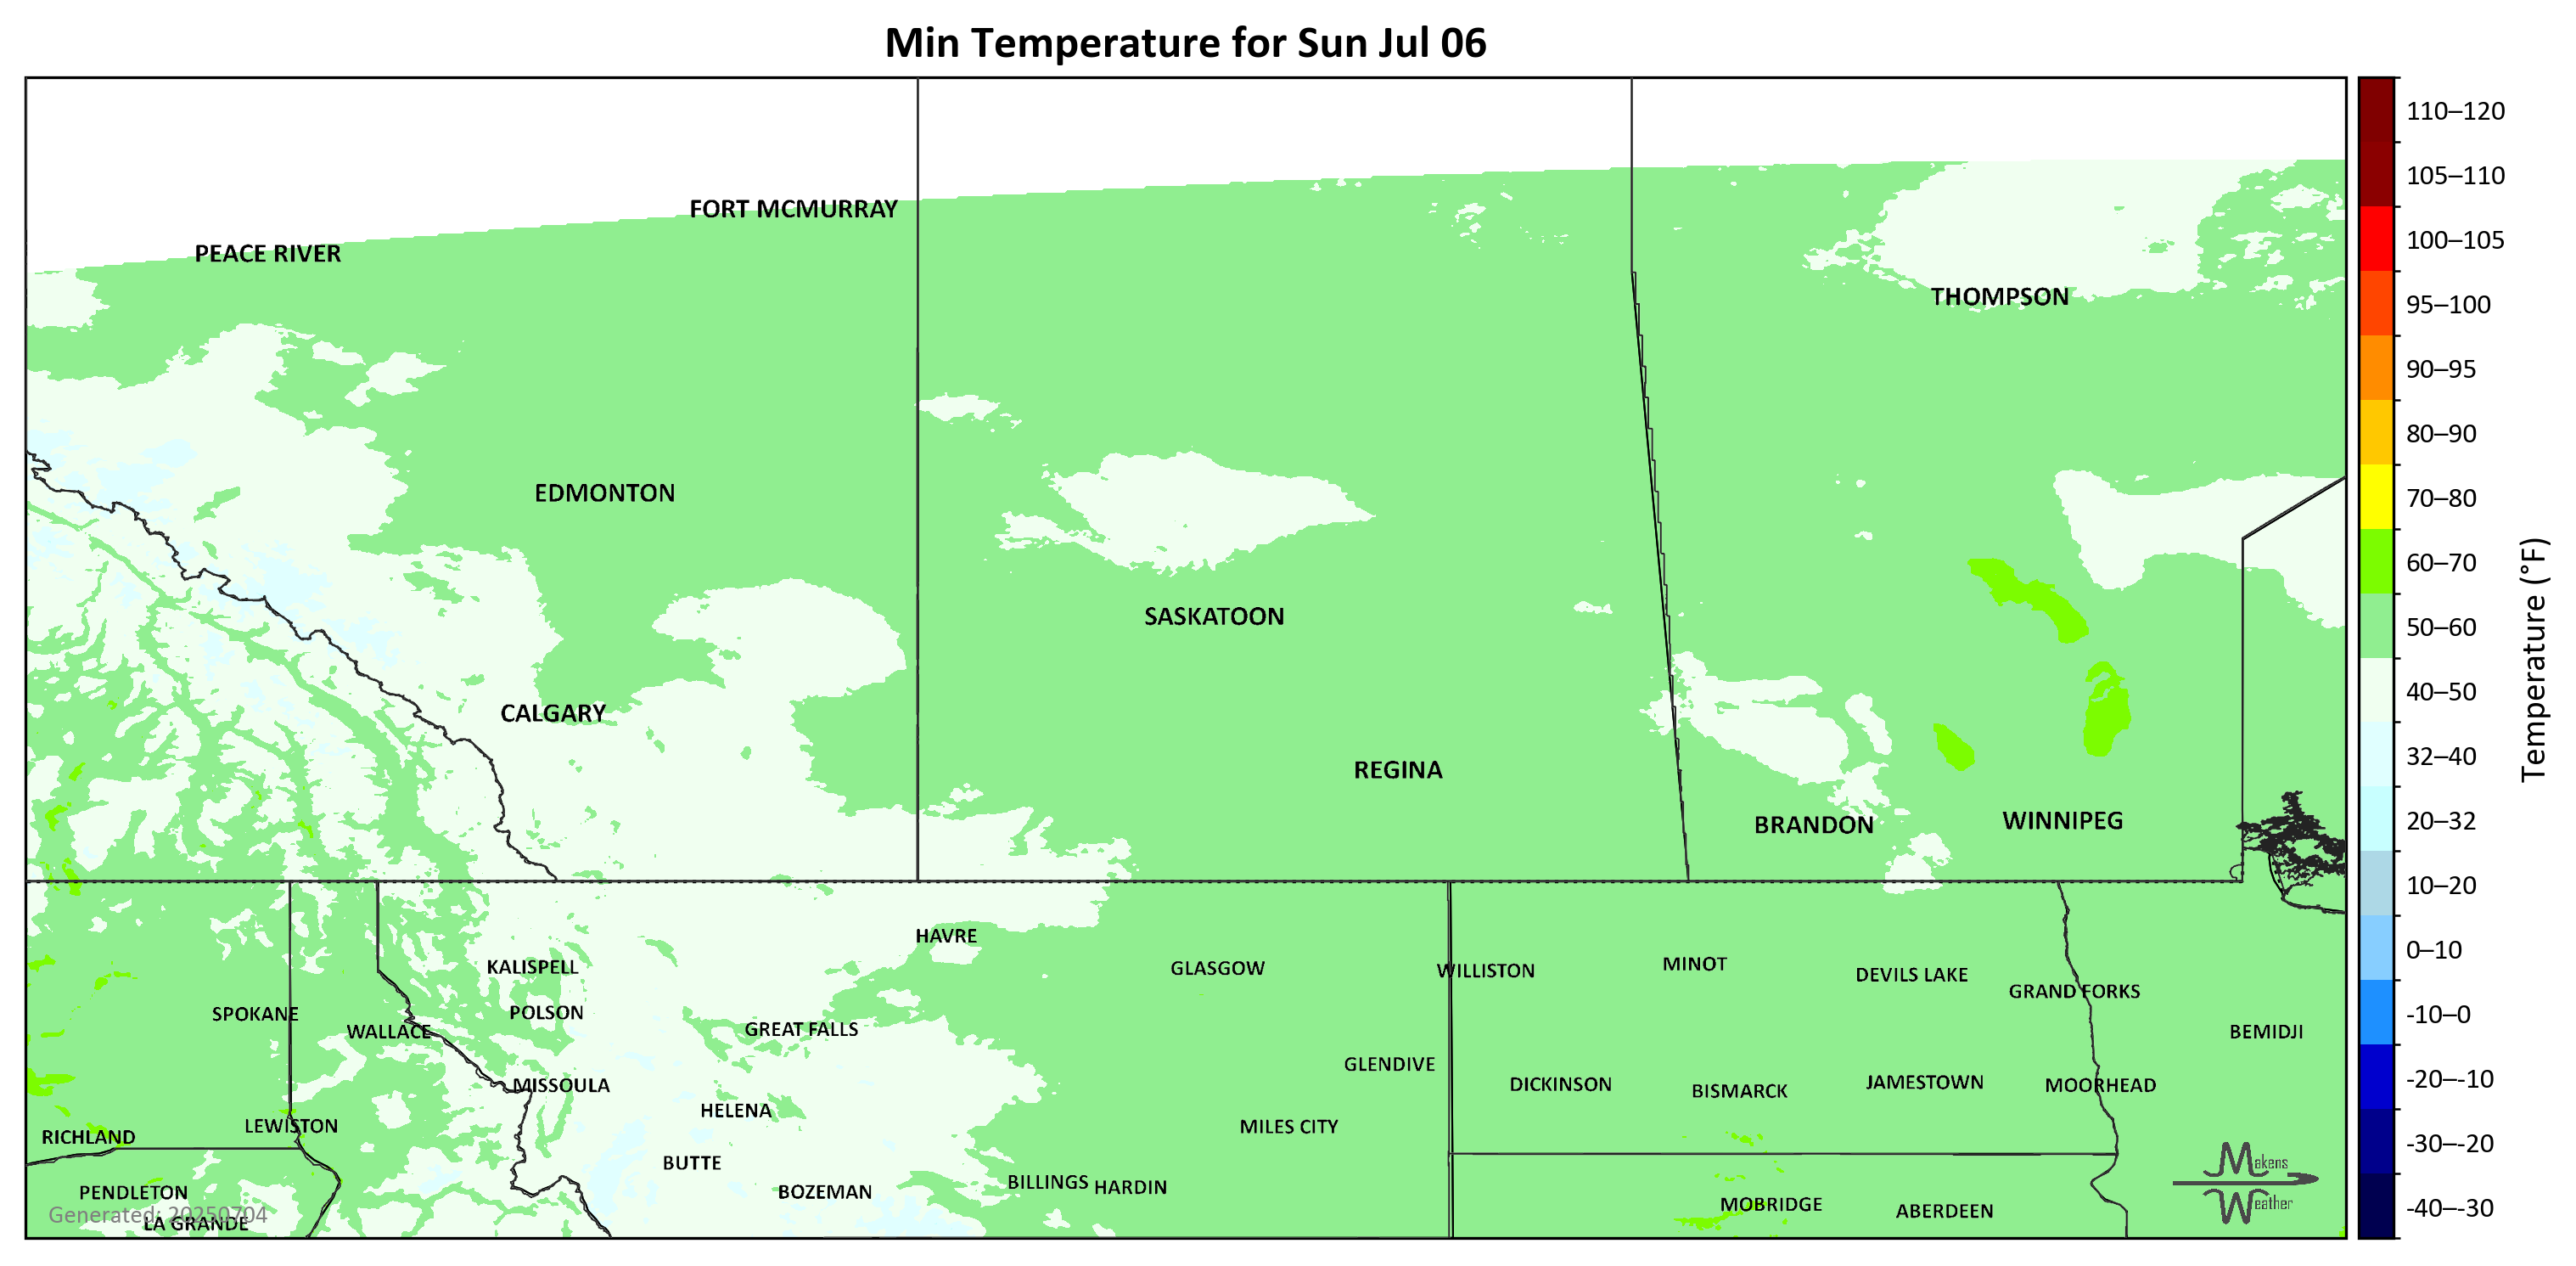 Min Temperature for Sun Jul 06
FORT MCMURRAY
PEACE RIVER
THOMPSON
EDMONTON
SASKATOON
CALGARY
REGINA
BRANDON
WINNIPEG
HAVRE
KALISPELL
GLASGOW
WILLISTON
MINOT
DEVILS LAKE
GRAND FORKS
SPOKANE
POLSON
WALLACE
GREAT FALLS
BEMIDJI
GLENDIVE
MISSOULA
DICKINSON
BISMARCK
JAMESTOWN
MOORHEAD
HELENA
LEWISTON
MILES CITY
RICHLAND
BUTTE
PENDLETON
BOZEMAN
BILLINGS
HARDIN
MOBRIDGE
ABERDEEN
Generated: 20250704
LA GRANDE
Makens
Weather
110–120
105–110
100–105
95–100
90–95
80–90
70–80
60–70
50–60
40–50
32–40
20–32
10–20
0–10
-10–0
-20–-10
-30–-20
-40–-30
Temperature (°F)